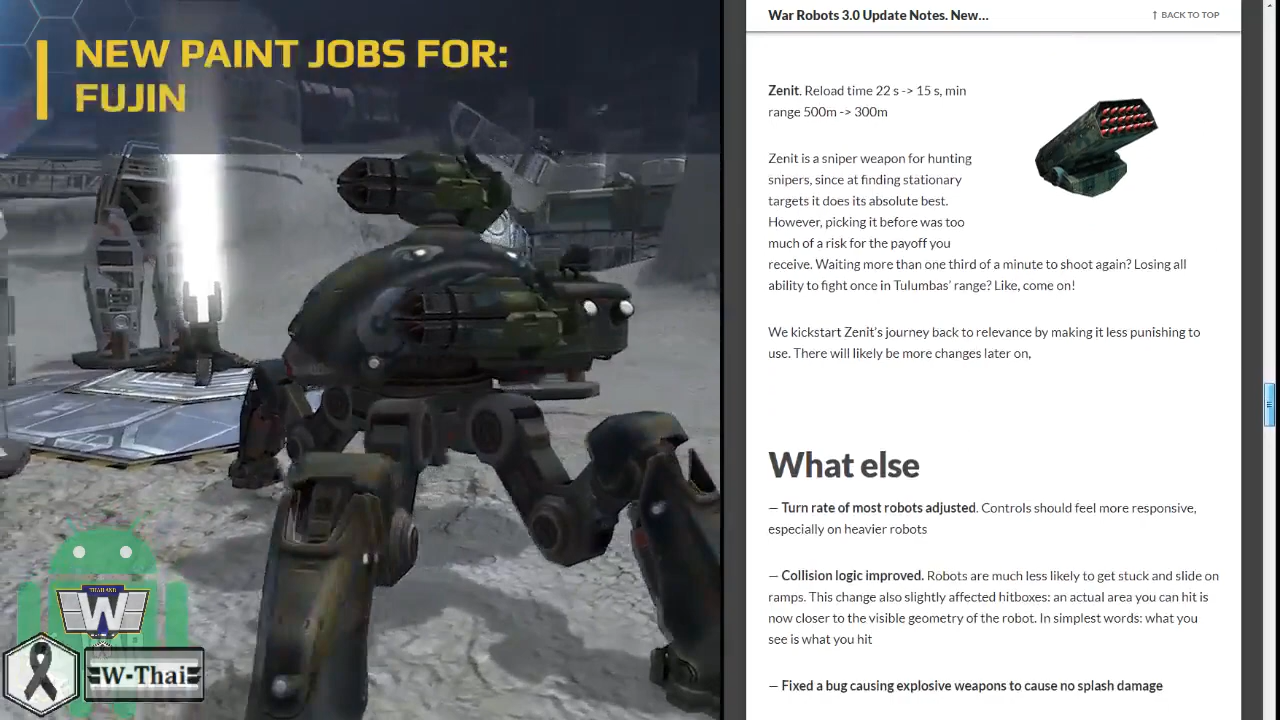 NEW PAINT JOBS FOR:
FUJIN
THAILAND
W
W-Thai
War Robots 3.0 Update Notes. New…
↑ BACK TO TOP
Zenit. Reload time 22 s -> 15 s, min
range 500m -> 300m
Zenit is a sniper weapon for hunting
snipers, since at finding stationary
targets it does its absolute best.
However, picking it before was too
much of a risk for the payoff you
receive. Waiting more than one third of a minute to shoot again? Losing all
ability to fight once in Tulumbas’ range? Like, come on!
We kickstart Zenit’s journey back to relevance by making it less punishing to
use. There will likely be more changes later on,
What else
— Turn rate of most robots adjusted. Controls should feel more responsive,
especially on heavier robots
— Collision logic improved. Robots are much less likely to get stuck and slide on
ramps. This change also slightly affected hitboxes: an actual area you can hit is
now closer to the visible geometry of the robot. In simplest words: what you
see is what you hit
— Fixed a bug causing explosive weapons to cause no splash damage